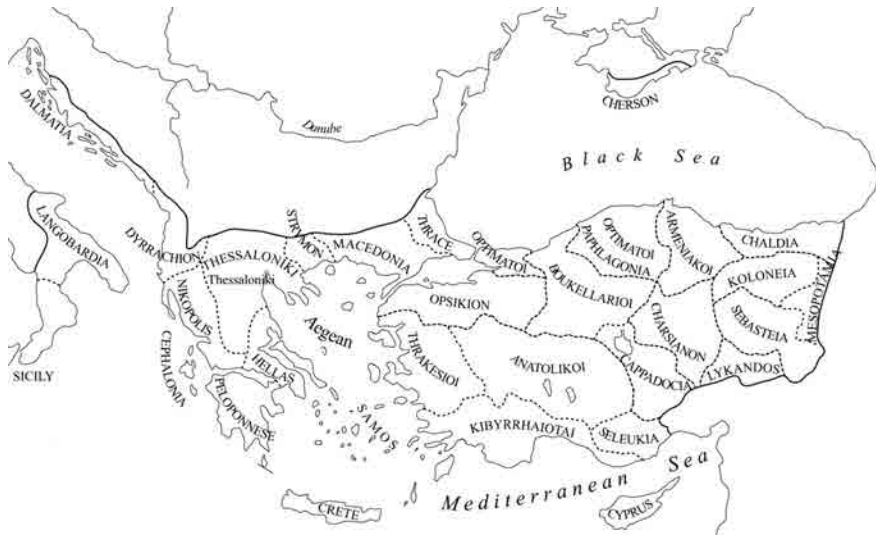 CHERSON
DALMATIA
Danube
Black Sea
LANGOBARDIA
DYRRACHION
THESSALONIKI
STRYMON
MACEDONIA
THRACE
OPTIMATOI
PAPHLAGONIA
OPTIMATOI
ARMENIAKOI
CHALDIA
Thessaloniki
BOUKELLARIOI
KOLONEIA
MESOPOTAMIA
NIKOPOLIS
OPSIKION
CHARSIANON
SEBASTEIA
Aegean
CEPHALONIA
HELLAS
THRAKESIOI
ANATOLIKOI
CAPPADOCIA
LYKANDOS
SICILY
PELOPONNESE
SAMOS
KIBYRRHAIOTAI
SELEUKIA
Mediterranean Sea
CRETE
CYPRUS